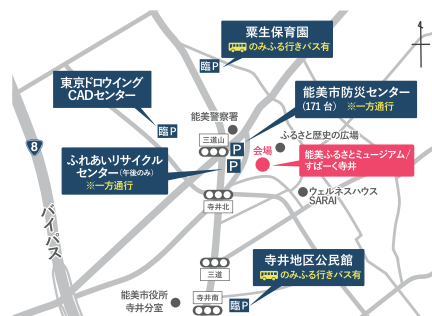 粟生保育園
のみふる行きバス有
臨P
東京ドロウイング
CADセンター
臨P
能美市防災センター
(171台) ※一方通行
能美警察署
三道山
P
P
ふるさと歴史の広場
8
バイパス
ふれあいリサイクル
センター(午後のみ)
※一方通行
会場
能美ふるさとミュージアム/
すぱーく寺井
寺井北
ウェルネスハウス
SARAI
寺井地区公民館
のみふる行きバス有
三道
能美市役所
寺井分室
寺井南
臨P